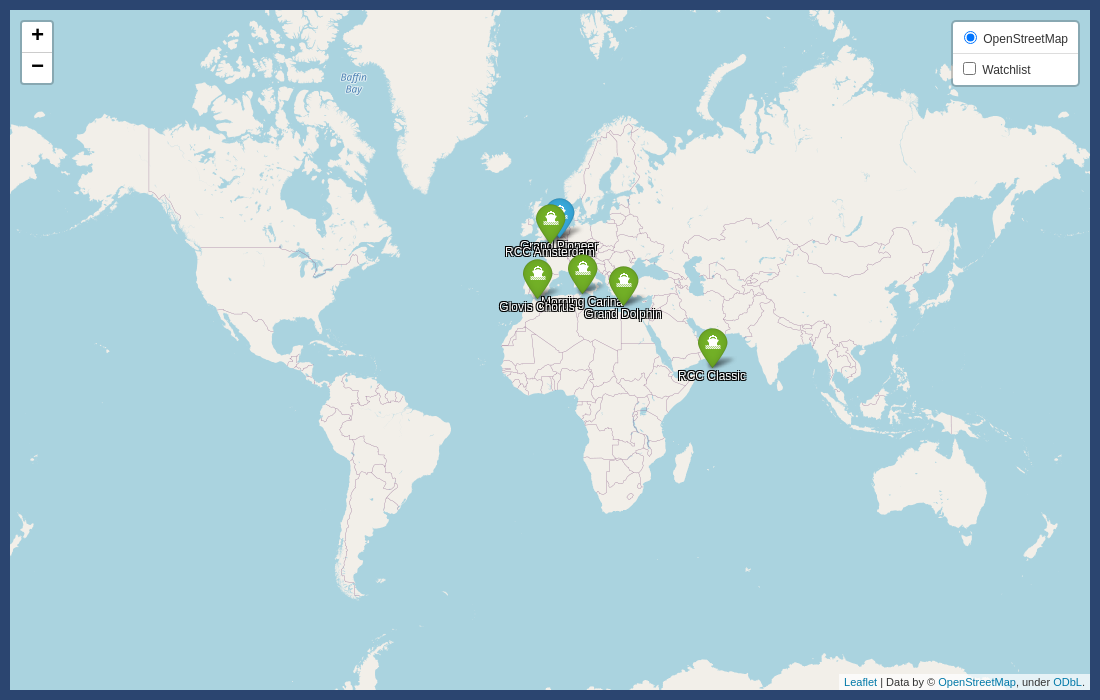 +
−
OpenStreetMap
Watchlist
Baffin
Bay
Grand Pioneer
RCC Amsterdam
Morning Carina
Glovis Chorus
Grand Dolphin
RCC Classic
Leaflet | Data by © OpenStreetMap, under ODbL.